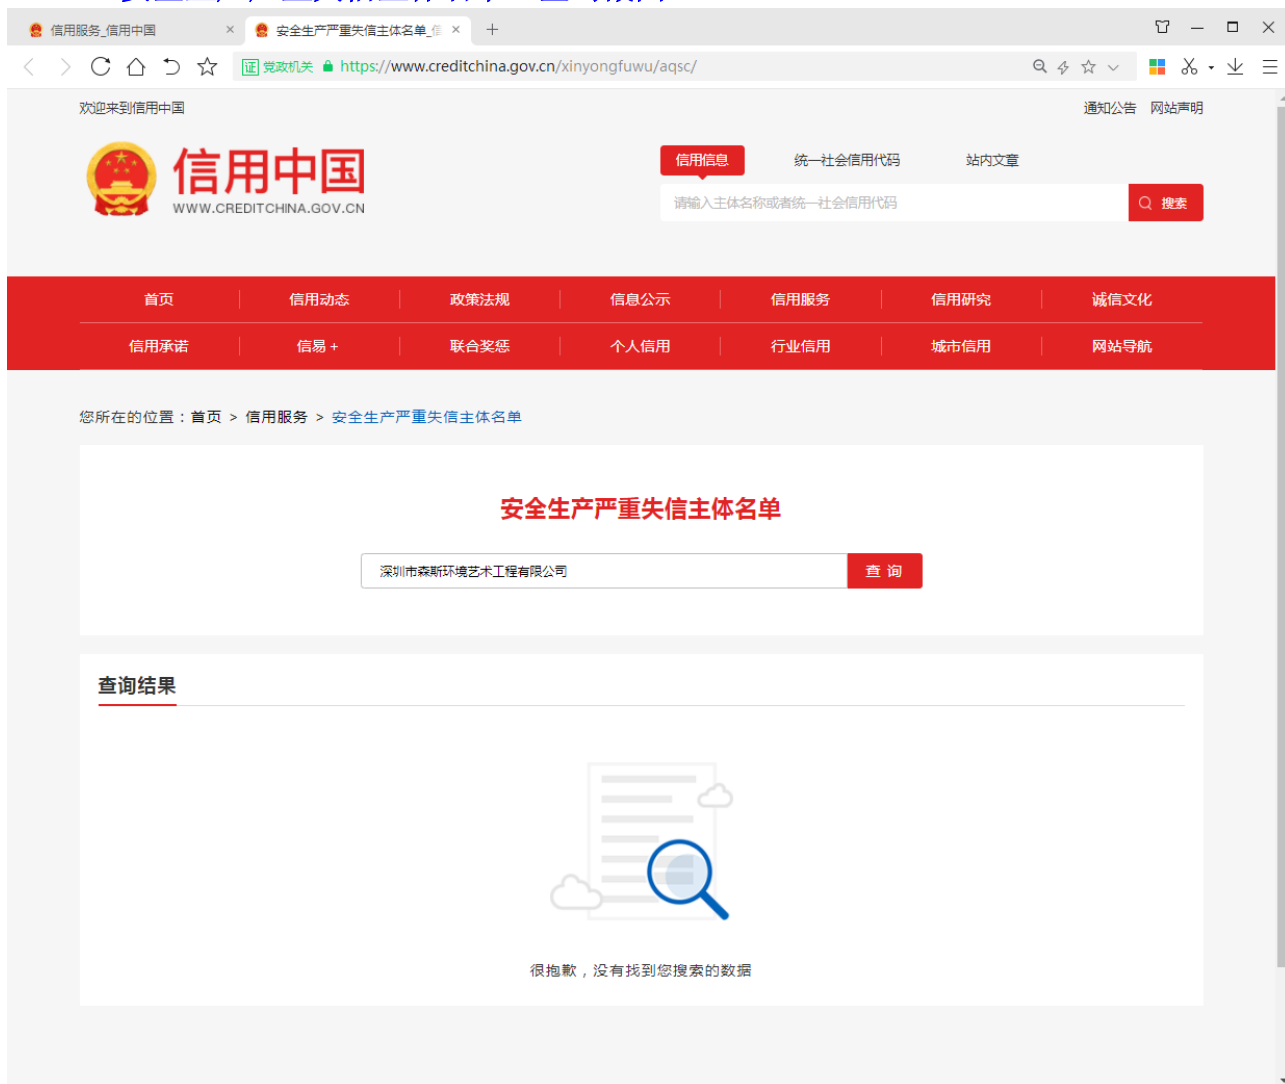 信用服务_信用中国
安全生产严重失信主体名单_信
证 党政机关 https://www.creditchina.gov.cn/xinyongfuwu/aqsc/
欢迎来到信用中国 通知公告 网站声明
信用中国
WWW.CREDITCHINA.GOV.CN
信用信息 统一社会信用代码 站内文章
请输入主体名称或者统一社会信用代码 搜索
首页 信用动态 政策法规 信息公示 信用服务 信用研究 诚信文化
信用承诺 信易+ 联合奖惩 个人信用 行业信用 城市信用 网站导航
您所在的位置：首页 > 信用服务 > 安全生产严重失信主体名单
安全生产严重失信主体名单
深圳市森斯环境艺术工程有限公司 查询
查询结果
很抱歉，没有找到您搜索的数据